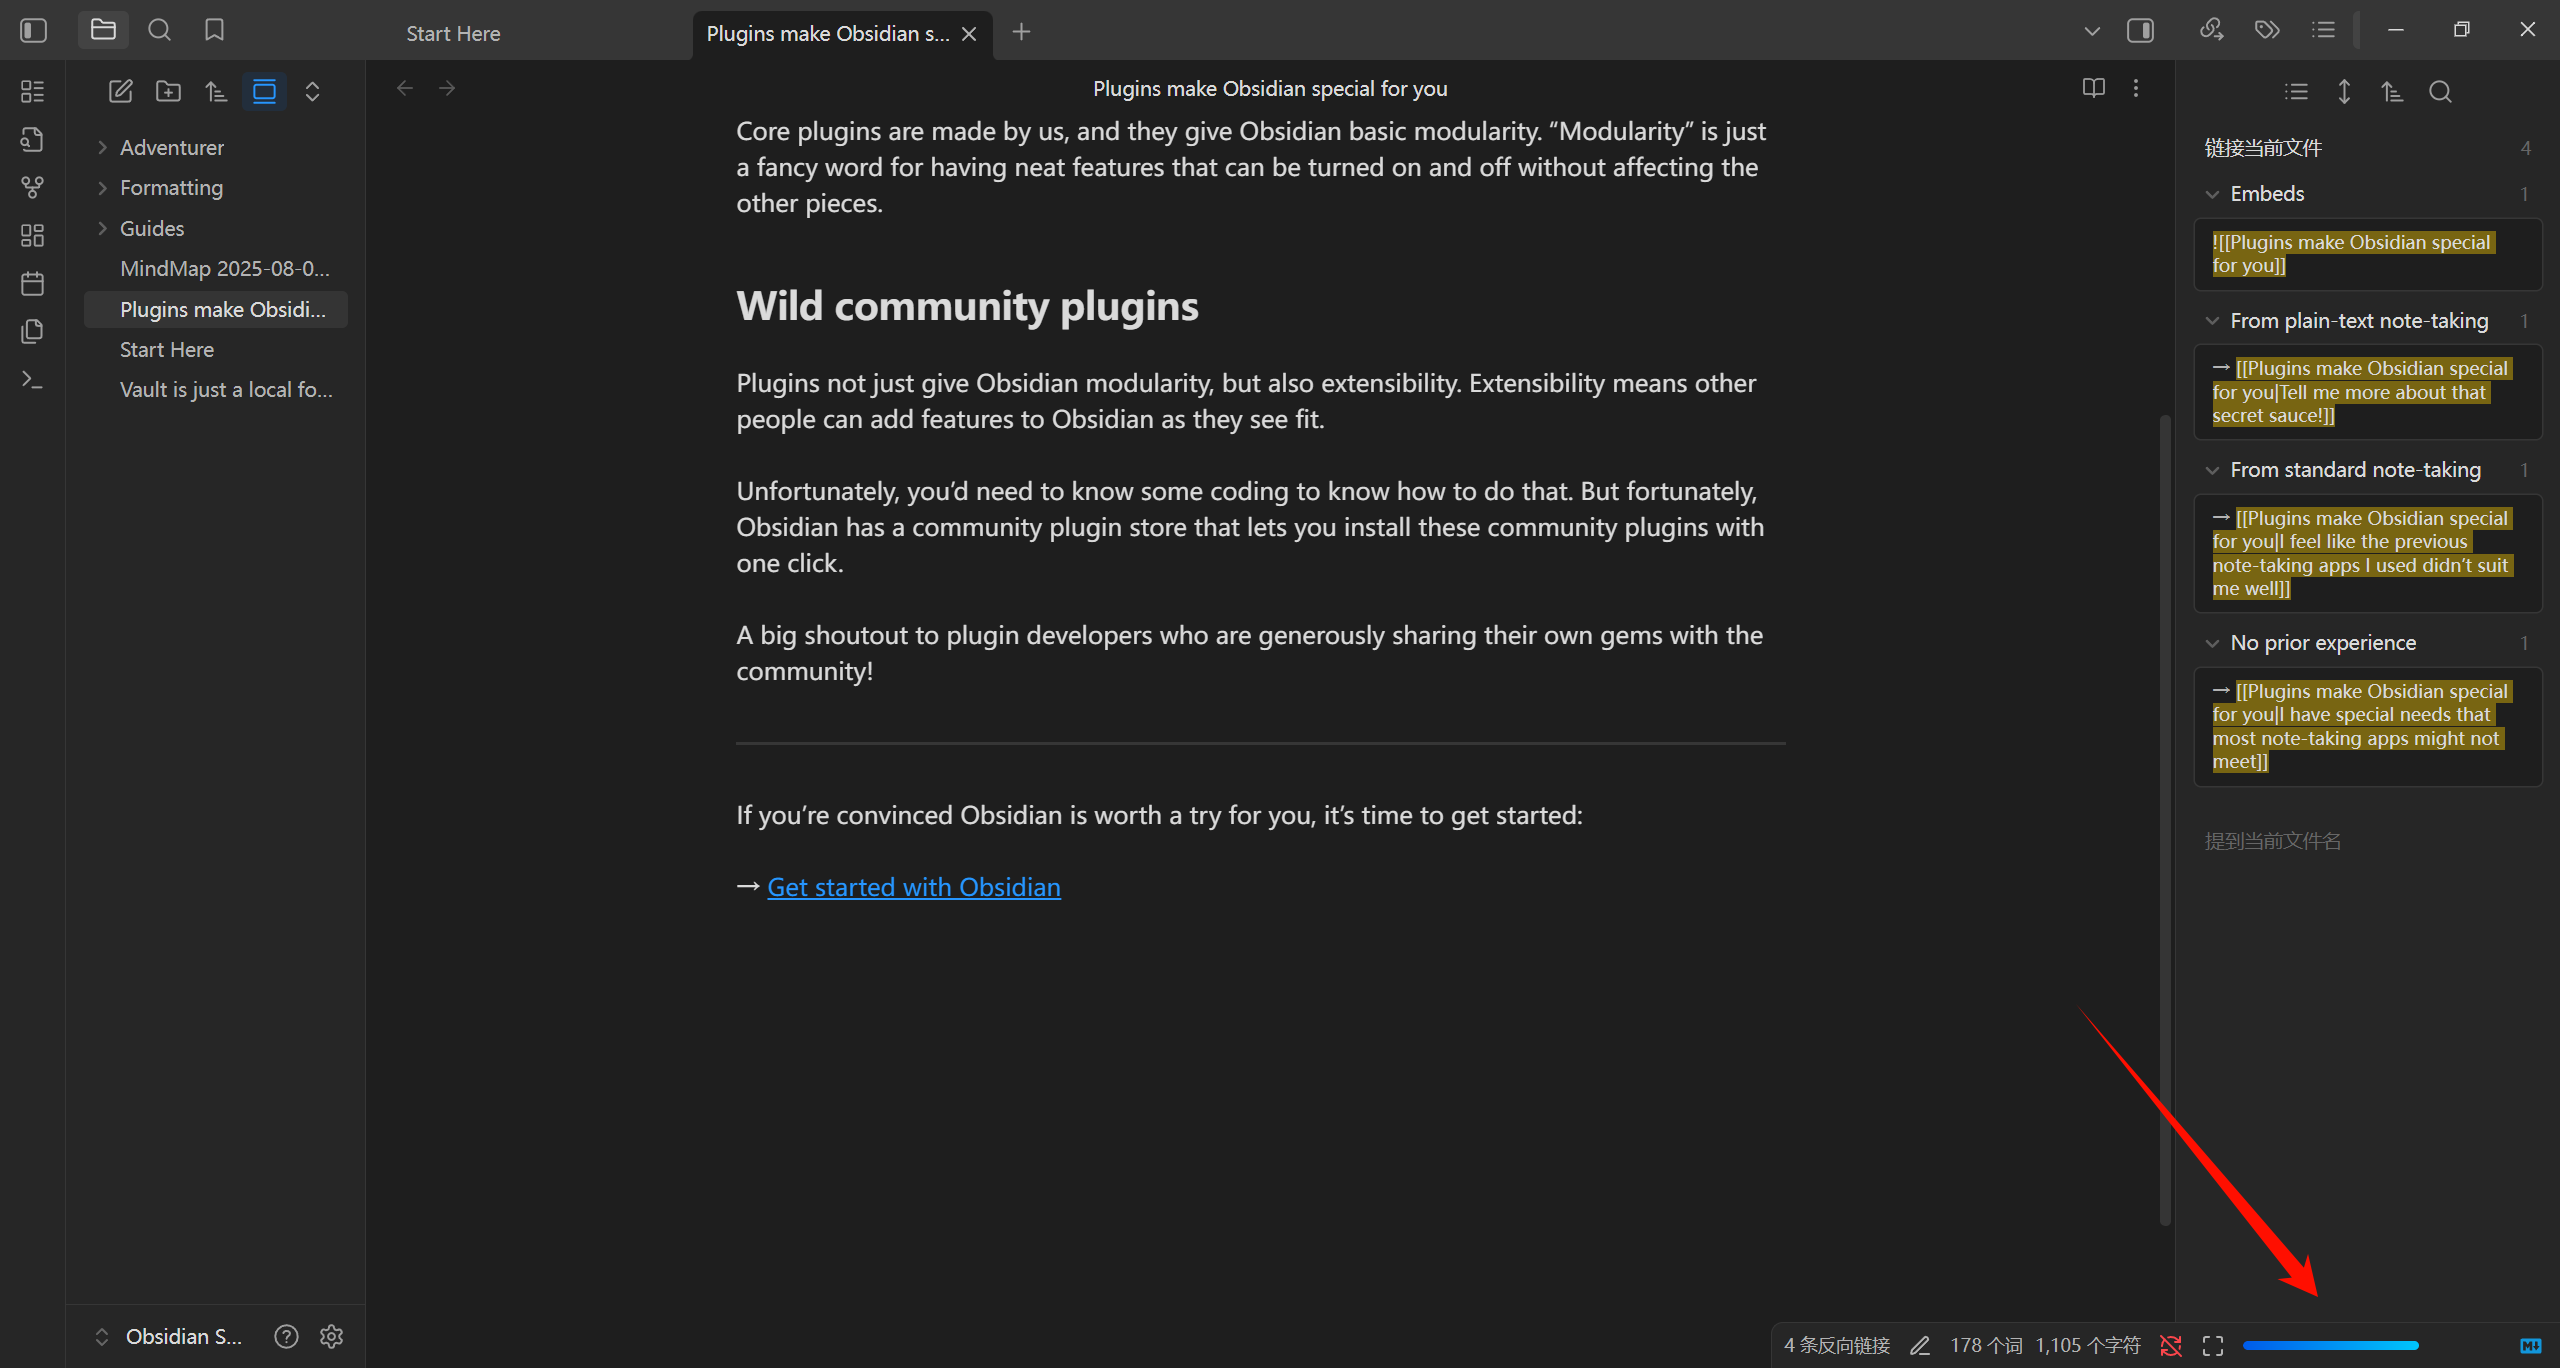 Start Here
Plugins make Obsidian s...
Adventurer
Formatting
Guides
MindMap 2025-08-0...
Plugins make Obsidi...
Start Here
Vault is just a local fo...
Obsidian S...
Plugins make Obsidian special for you
Core plugins are made by us, and they give Obsidian basic modularity. “Modularity” is just
a fancy word for having neat features that can be turned on and off without affecting the
other pieces.
Wild community plugins
Plugins not just give Obsidian modularity, but also extensibility. Extensibility means other
people can add features to Obsidian as they see fit.
Unfortunately, you’d need to know some coding to know how to do that. But fortunately,
Obsidian has a community plugin store that lets you install these community plugins with
one click.
A big shoutout to plugin developers who are generously sharing their own gems with the
community!
If you’re convinced Obsidian is worth a try for you, it’s time to get started:
→ Get started with Obsidian
链接当前文件 4
Embeds 1
![[Plugins make Obsidian special
for you]]
From plain-text note-taking 1
→ [[Plugins make Obsidian special
for you|Tell me more about that
secret sauce!]]
From standard note-taking 1
→ [[Plugins make Obsidian special
for you|I feel like the previous
note-taking apps I used didn’t suit
me well]]
No prior experience 1
→ [[Plugins make Obsidian special
for you|I have special needs that
most note-taking apps might not
meet]]
提到当前文件名
4 条反向链接 178 个词 1,105 个字符 M↓